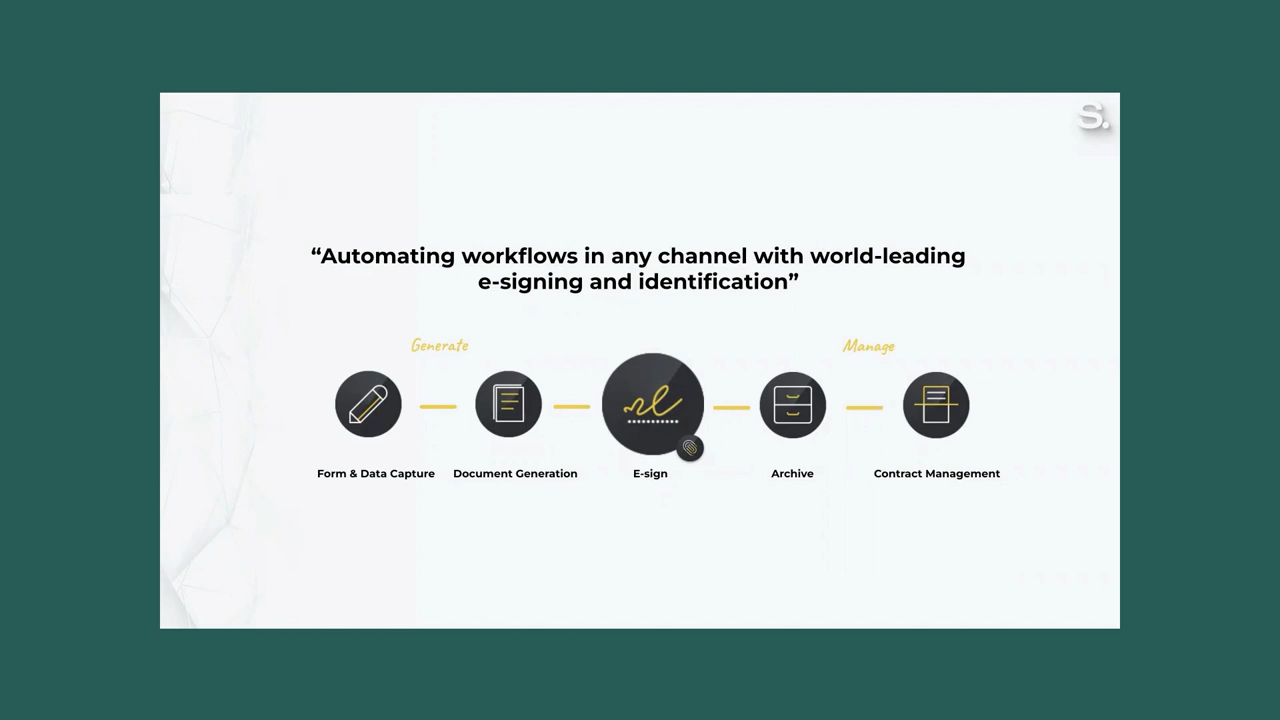 S.
“Automating workflows in any channel with world-leading
e-signing and identification”
Generate
Manage
Form & Data Capture
Document Generation
E-sign
Archive
Contract Management